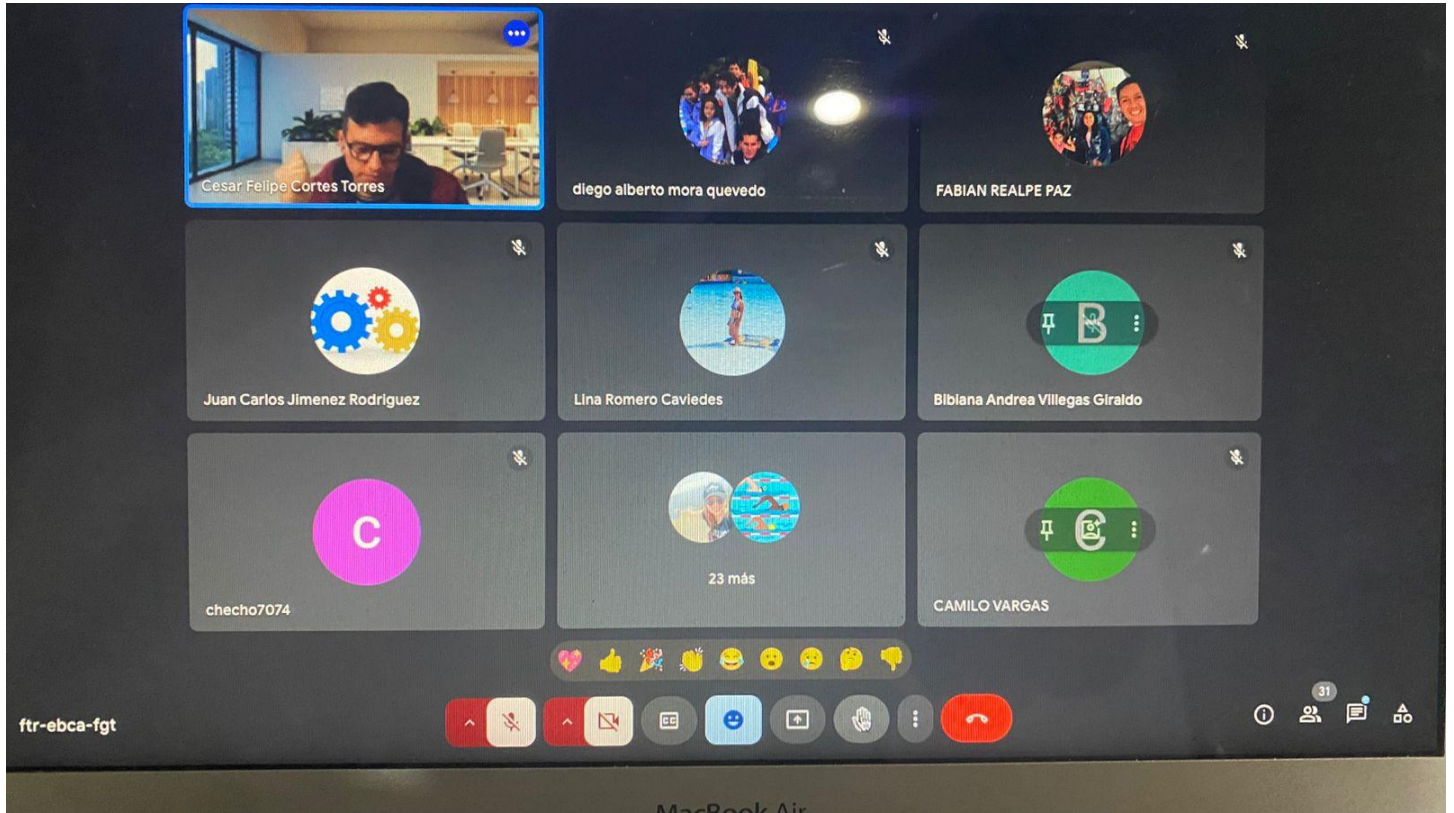 Cesar Felipe Cortes Torres
diego alberto mora quevedo
FABIAN REALPE PAZ
Juan Carlos Jimenez Rodriguez
Lina Romero Caviedes
B
Bibiana Andrea Villegas Giraldo
C
checho7074
23 más
C
CAMILO VARGAS
31
ftr-ebca-fgt
CC
MacBook Air